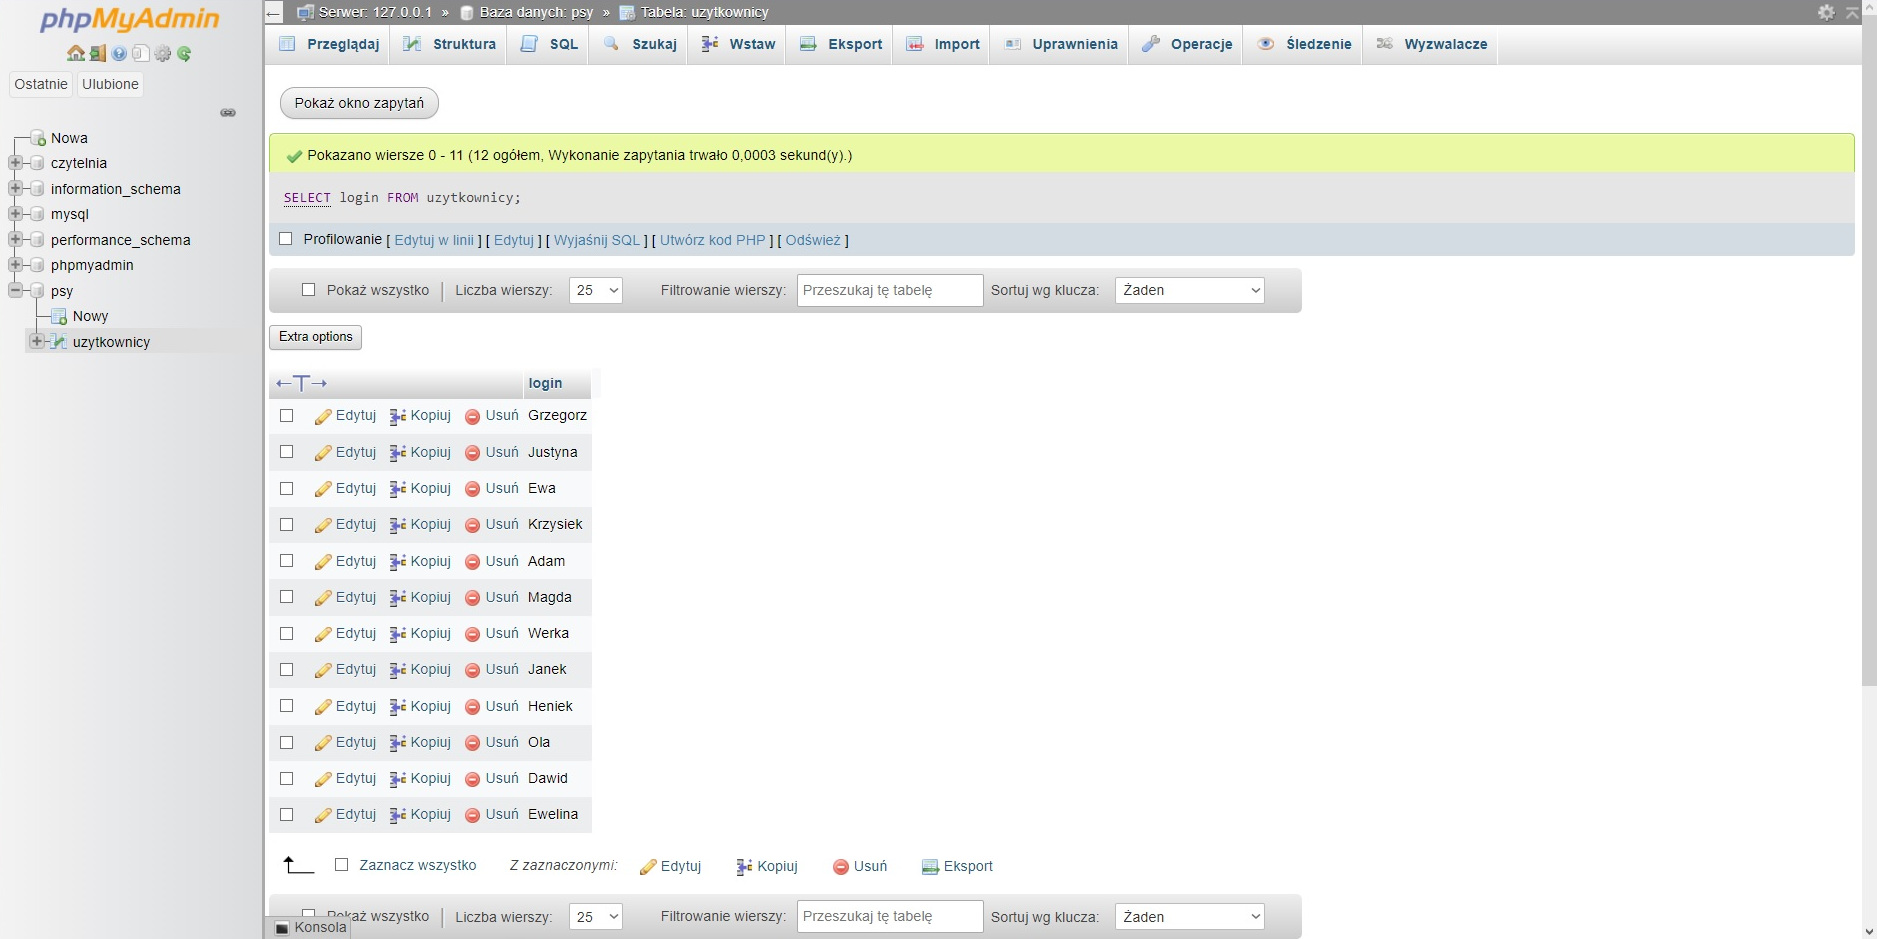 phpMyAdmin
Ostatnie Ulubione
Nowa
czytelnia
information_schema
mysql
performance_schema
phpmyadmin
psy
Nowy
uzytkownicy
Serwer: 127.0.0.1 » Baza danych: psy » Tabela: uzytkownicy
Przeglądaj Struktura SQL Szukaj Wstaw Eksport Import Uprawnienia Operacje Śledzenie Wyzwalacze
Pokaż okno zapytań
Pokazano wiersze 0 - 11 (12 ogółem, Wykonanie zapytania trwało 0,0003 sekund(y).)
SELECT login FROM uzytkownicy;
Profilowanie [ Edytuj w linii ] [ Edytuj ] [ Wyjaśnij SQL ] [ Utwórz kod PHP ] [ Odśwież ]
Pokaż wszystko | Liczba wierszy: 25 Filtrowanie wierszy: Przeszukaj tę tabelę Sortuj wg klucza: Żaden
Extra options
←T→ login
Edytuj Kopiuj Usuń Grzegorz
Edytuj Kopiuj Usuń Justyna
Edytuj Kopiuj Usuń Ewa
Edytuj Kopiuj Usuń Krzysiek
Edytuj Kopiuj Usuń Adam
Edytuj Kopiuj Usuń Magda
Edytuj Kopiuj Usuń Werka
Edytuj Kopiuj Usuń Janek
Edytuj Kopiuj Usuń Heniek
Edytuj Kopiuj Usuń Ola
Edytuj Kopiuj Usuń Dawid
Edytuj Kopiuj Usuń Ewelina
Zaznacz wszystko Z zaznaczonymi: Edytuj Kopiuj Usuń Eksport
Pokaż wszystko | Liczba wierszy: 25 Filtrowanie wierszy: Przeszukaj tę tabelę Sortuj wg klucza: Żaden
Konsola